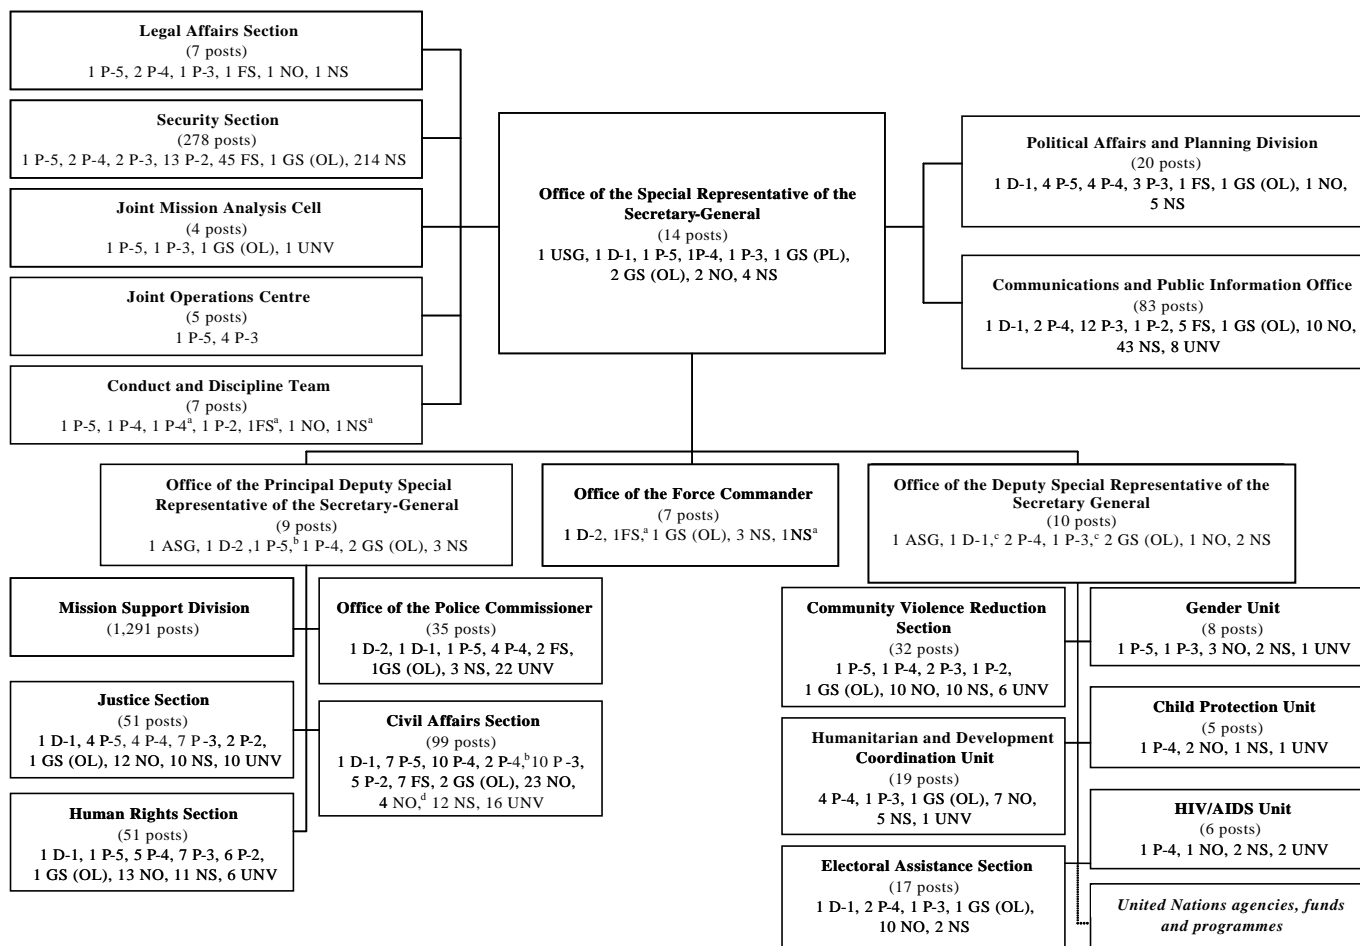 Legal Affairs Section
(7 posts)
1 P-5, 2 P-4, 1 P-3, 1 FS, 1 NO, 1 NS
Security Section
(278 posts)
1 P-5, 2 P-4, 2 P-3, 13 P-2, 45 FS, 1 GS (OL), 214 NS
Joint Mission Analysis Cell
(4 posts)
1 P-5, 1 P-3, 1 GS (OL), 1 UNV
Joint Operations Centre
(5 posts)
1 P-5, 4 P-3
Conduct and Discipline Team
(7 posts)
1 P-5, 1 P-4, 1 P-4a, 1 P-2, 1FSa, 1 NO, 1 NSa
Office of the Special Representative of the
Secretary-General
(14 posts)
1 USG, 1 D-1, 1 P-5, 1P-4, 1 P-3, 1 GS (PL),
2 GS (OL), 2 NO, 4 NS
Political Affairs and Planning Division
(20 posts)
1 D-1, 4 P-5, 4 P-4, 3 P-3, 1 FS, 1 GS (OL), 1 NO,
5 NS
Communications and Public Information Office
(83 posts)
1 D-1, 2 P-4, 12 P-3, 1 P-2, 5 FS, 1 GS (OL), 10 NO,
43 NS, 8 UNV
Office of the Principal Deputy Special
Representative of the Secretary-General
(9 posts)
1 ASG, 1 D-2 ,1 P-5,b 1 P-4, 2 GS (OL), 3 NS
Office of the Force Commander
(7 posts)
1 D-2, 1FS,a 1 GS (OL), 3 NS, 1NSa
Office of the Deputy Special Representative of the
Secretary General
(10 posts)
1 ASG, 1 D-1,c 2 P-4, 1 P-3,c 2 GS (OL), 1 NO, 2 NS
Mission Support Division
(1,291 posts)
Office of the Police Commissioner
(35 posts)
1 D-2, 1 D-1, 1 P-5, 4 P-4, 2 FS,
1GS (OL), 3 NS, 22 UNV
Justice Section
(51 posts)
1 D-1, 4 P-5, 4 P-4, 7 P-3, 2 P-2,
1 GS (OL), 12 NO, 10 NS, 10 UNV
Civil Affairs Section
(99 posts)
1 D-1, 7 P-5, 10 P-4, 2 P-4,b 10 P-3,
5 P-2, 7 FS, 2 GS (OL), 23 NO,
4 NO,d 12 NS, 16 UNV
Human Rights Section
(51 posts)
1 D-1, 1 P-5, 5 P-4, 7 P-3, 6 P-2,
1 GS (OL), 13 NO, 11 NS, 6 UNV
Community Violence Reduction
Section
(32 posts)
1 P-5, 1 P-4, 2 P-3, 1 P-2,
1 GS (OL), 10 NO, 10 NS, 6 UNV
Gender Unit
(8 posts)
1 P-5, 1 P-3, 3 NO, 2 NS, 1 UNV
Humanitarian and Development
Coordination Unit
(19 posts)
4 P-4, 1 P-3, 1 GS (OL), 7 NO,
5 NS, 1 UNV
Child Protection Unit
(5 posts)
1 P-4, 2 NO, 1 NS, 1 UNV
HIV/AIDS Unit
(6 posts)
1 P-4, 1 NO, 2 NS, 2 UNV
Electoral Assistance Section
(17 posts)
1 D-1, 2 P-4, 1 P-3, 1 GS (OL),
10 NO, 2 NS
United Nations agencies, funds
and programmes